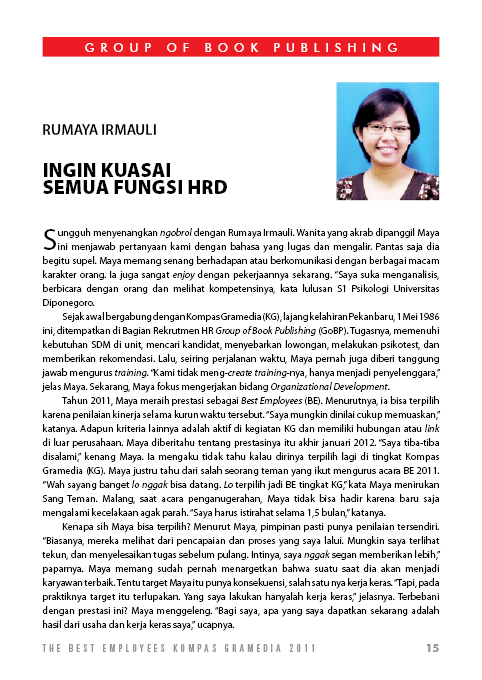 GROUP OF BOOK PUBLISHING
RUMAYA IRMAULI
INGIN KUASAI
SEMUA FUNGSI HRD
Sungguh menyenangkan ngobrol dengan Rumaya Irmauli. Wanita yang akrab dipanggil Maya
ini menjawab pertanyaan kami dengan bahasa yang lugas dan mengalir. Pantas saja dia
begitu supel. Maya memang senang berhadapan atau berkomunikasi dengan berbagai macam
karakter orang. Ia juga sangat enjoy dengan pekerjaannya sekarang. “Saya suka menganalisis,
berbicara dengan orang dan melihat kompetensinya, kata lulusan S1 Psikologi Universitas
Diponegoro.
Sejak awal bergabung dengan Kompas Gramedia (KG), lajang kelahiran Pekanbaru, 1 Mei 1986
ini, ditempatkan di Bagian Rekrutmen HR Group of Book Publishing (GoBP). Tugasnya, memenuhi
kebutuhan SDM di unit, mencari kandidat, menyebarkan lowongan, melakukan psikotest, dan
memberikan rekomendasi. Lalu, seiring perjalanan waktu, Maya pernah juga diberi tanggung
jawab mengurus training. “Kami tidak meng-create training-nya, hanya menjadi penyelenggara,”
jelas Maya. Sekarang, Maya fokus mengerjakan bidang Organizational Development.
Tahun 2011, Maya meraih prestasi sebagai Best Employees (BE). Menurutnya, ia bisa terpilih
karena penilaian kinerja selama kurun waktu tersebut. “Saya mungkin dinilai cukup memuaskan,”
katanya. Adapun kriteria lainnya adalah aktif di kegiatan KG dan memiliki hubungan atau link
di luar perusahaan. Maya diberitahu tentang prestasinya itu akhir januari 2012. “Saya tiba-tiba
disalami,” kenang Maya. Ia mengaku tidak tahu kalau dirinya terpilih lagi di tingkat Kompas
Gramedia (KG). Maya justru tahu dari salah seorang teman yang ikut mengurus acara BE 2011.
“Wah sayang banget lo nggak bisa datang. Lo terpilih jadi BE tingkat KG,” kata Maya menirukan
Sang Teman. Malang, saat acara penganugerahan, Maya tidak bisa hadir karena baru saja
mengalami kecelakaan agak parah. “Saya harus istirahat selama 1,5 bulan,” katanya.
Kenapa sih Maya bisa terpilih? Menurut Maya, pimpinan pasti punya penilaian tersendiri.
“Biasanya, mereka melihat dari pencapaian dan proses yang saya lalui. Mungkin saya terlihat
tekun, dan menyelesaikan tugas sebelum pulang. Intinya, saya nggak segan memberikan lebih,”
paparnya. Maya memang sudah pernah menargetkan bahwa suatu saat dia akan menjadi
karyawan terbaik. Tentu target Maya itu punya konsekuensi, salah satu nya kerja keras. “Tapi, pada
praktiknya target itu terlupakan. Yang saya lakukan hanyalah kerja keras,” jelasnya. Terbebani
dengan prestasi ini? Maya menggeleng. “Bagi saya, apa yang saya dapatkan sekarang adalah
hasil dari usaha dan kerja keras saya,” ucapnya.
THE BEST EMPLOYEES KOMPAS GRAMEDIA 2011 15